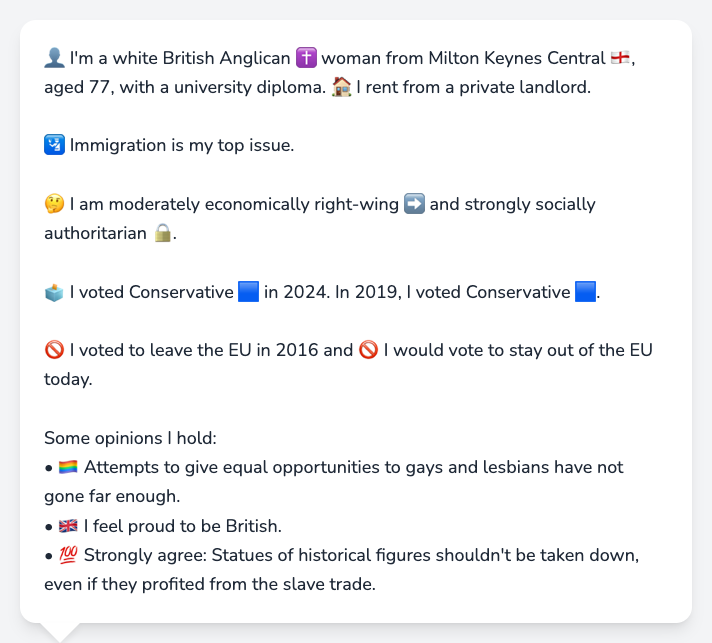 👤 I'm a white British Anglican ✝️ woman from Milton Keynes Central 🏴󠁧󠁢󠁥󠁮󠁧󠁿,
aged 77, with a university diploma. 🏠 I rent from a private landlord.
🛂 Immigration is my top issue.
🤔 I am moderately economically right-wing ➡️ and strongly socially
authoritarian 🔒.
🗳️ I voted Conservative 🟦 in 2024. In 2019, I voted Conservative 🟦.
🚫 I voted to leave the EU in 2016 and 🚫 I would vote to stay out of the EU
today.
Some opinions I hold:
• 🏳️‍🌈 Attempts to give equal opportunities to gays and lesbians have not
gone far enough.
• 🇬🇧 I feel proud to be British.
• 💯 Strongly agree: Statues of historical figures shouldn't be taken down,
even if they profited from the slave trade.